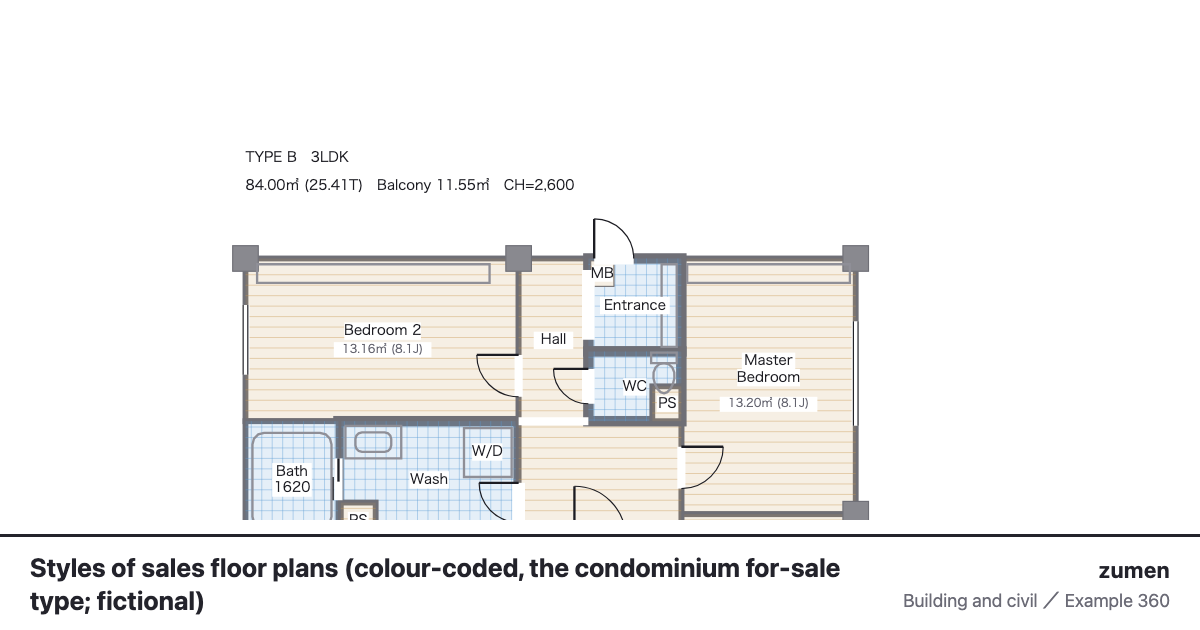 TYPE B 3LDK
84.00㎡ (25.41T) Balcony 11.55㎡ CH=2,600
MB
Entrance
Bedroom 2
13.16㎡ (8.1J)
Hall
Master
Bedroom
13.20㎡ (8.1J)
WC
PS
W/D
Bath
1620
Wash
PS
Styles of sales floor plans (colour-coded, the condominium for-sale
type; fictional)
zumen
Building and civil ／ Example 360